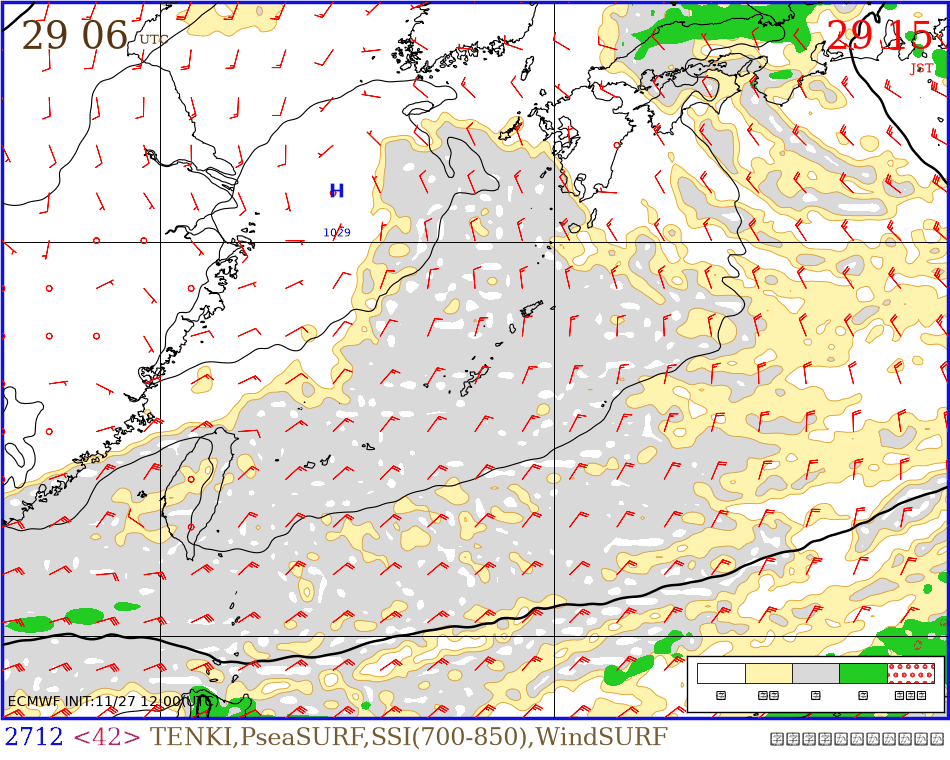 29 06 UTC
29 15 JST
H
1029
ECMWF INIT:11/27 12:00(UTC)
2712 <42> TENKI,PseaSURF,SSI(700-850),WindSURF